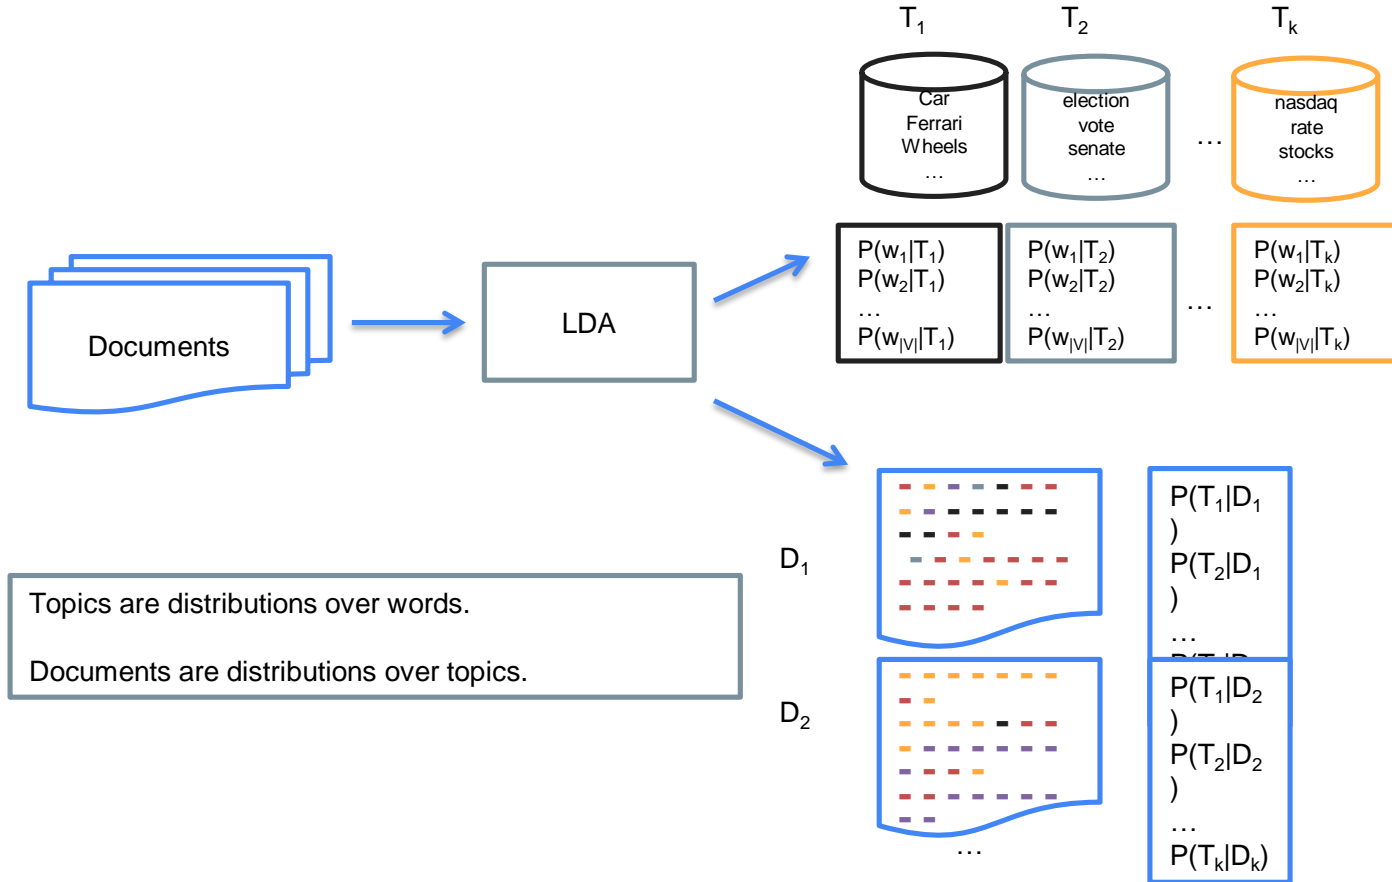 T1 T2 Tk
Car
Ferrari
Wheels
…
election
vote
senate
…
…
nasdaq
rate
stocks
…
P(w1|T1)
P(w2|T1)
…
P(w|V||T1)
P(w1|T2)
P(w2|T2)
…
P(w|V||T2)
…
P(w1|Tk)
P(w2|Tk)
…
P(w|V||Tk)
Documents
LDA
D1
P(T1|D1
)
P(T2|D1
)
…
Topics are distributions over words.
Documents are distributions over topics.
D2
P(T1|D2
)
P(T2|D2
)
…
P(Tk|Dk)
…